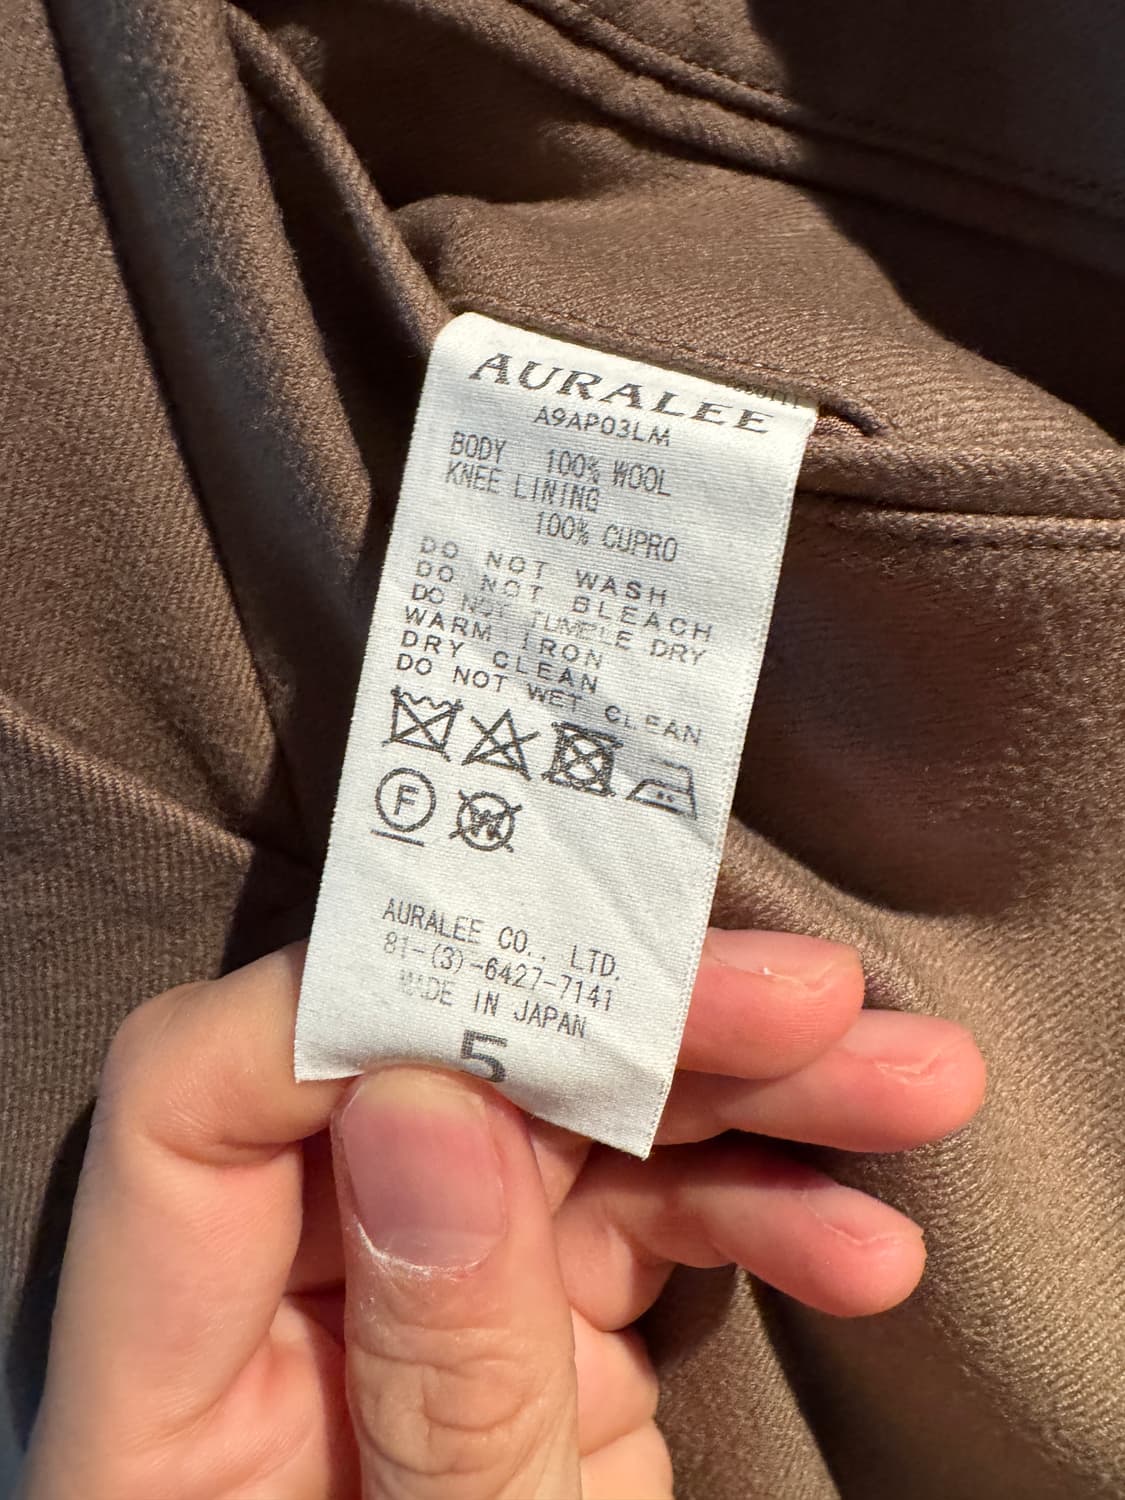 AURALEE
A9AP03LM
BODY 100% WOOL
KNEE LINING
100% CUPRO
DO NOT WASH
DO NOT BLEACH
DO NOT TUMBLE DRY
WARM IRON
DRY CLEAN
DO NOT WET CLEAN
F
W
AURALEE CO., LTD.
81-(3)-6427-7141
MADE IN JAPAN
5